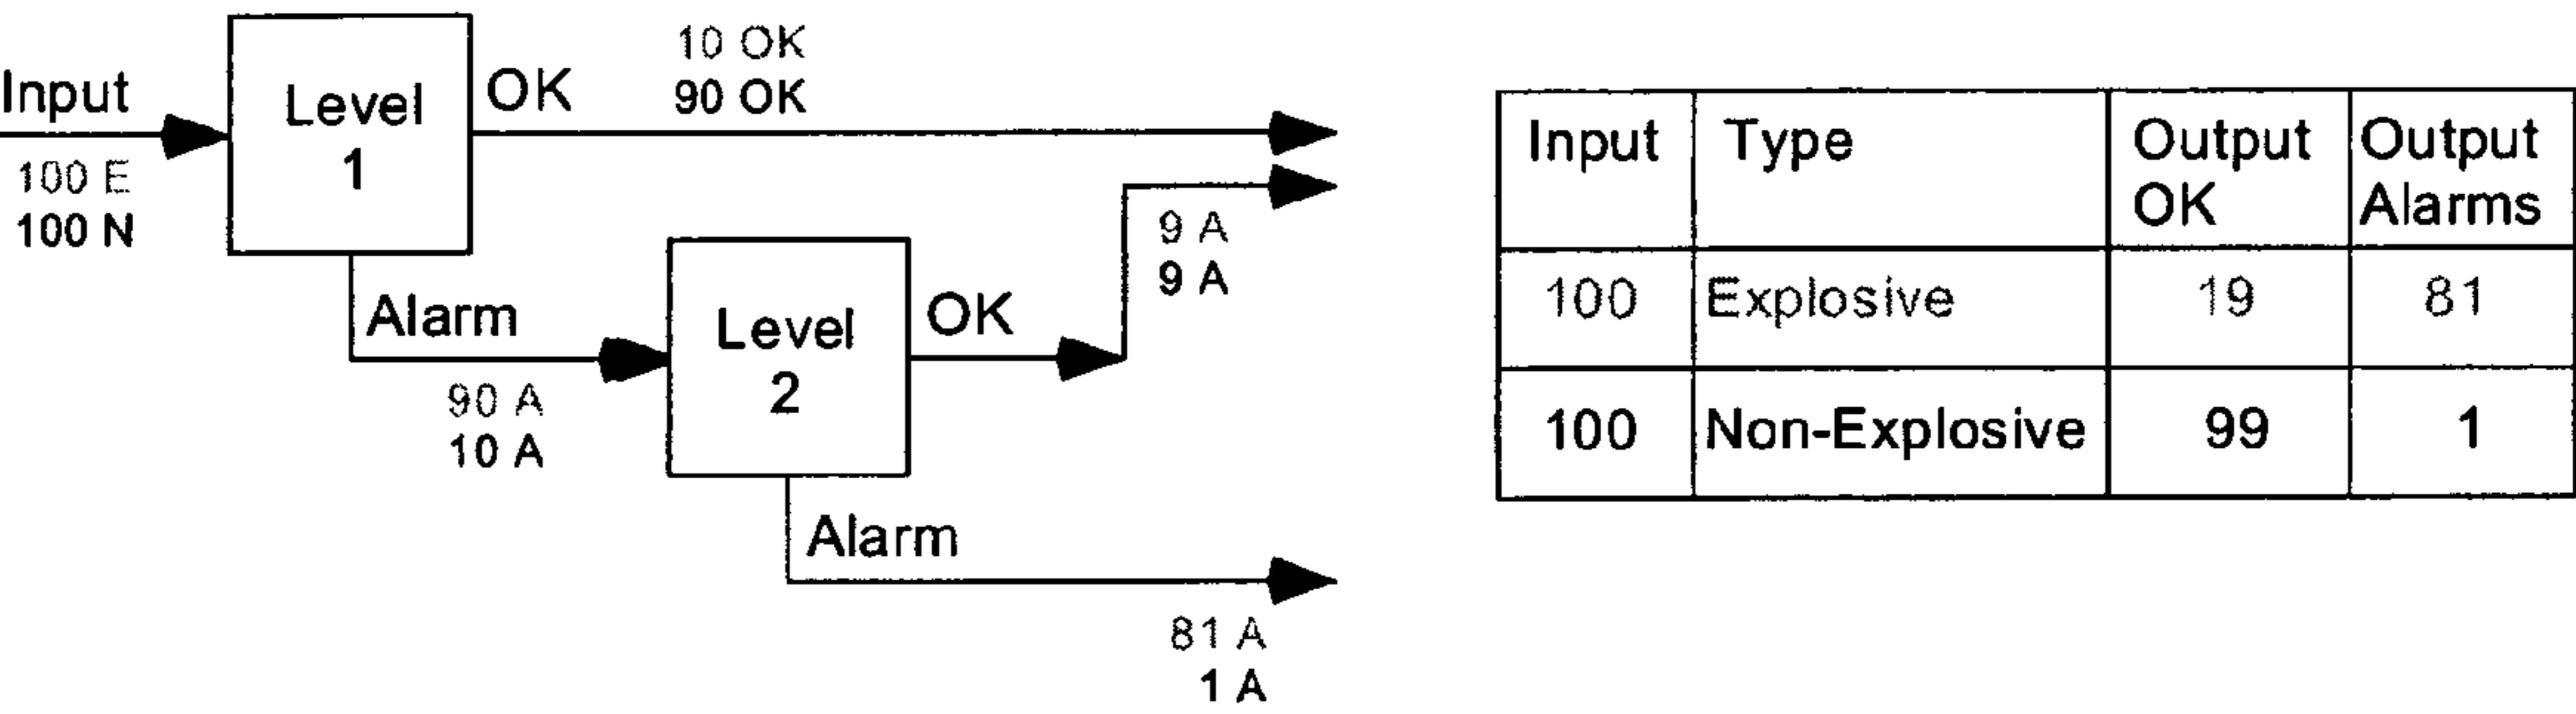 Input
100 E
100 N
Level
1
OK
10 OK
90 OK
Alarm
90 A
10 A
Level
2
OK
9 A
9 A
Alarm
81 A
1 A
Input Type Output OK Output Alarms
100 Explosive 19 81
100 Non-Explosive 99 1